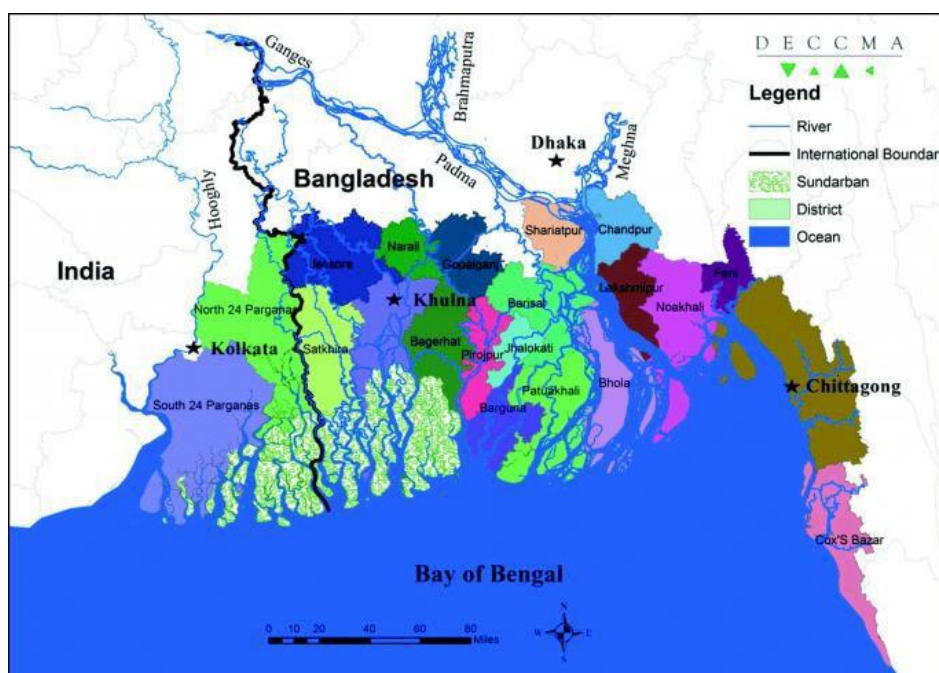 DECCMA
Legend
River
International Boundar
Sundarban
District
Ocean
Ganges
Brahmaputra
Padma
Dhaka
Meghna
Hooghly
Bangladesh
India
Shariatpur
Chandpur
Jessore
Narail
Gopalganj
Khulna
Lakshmipur
Noakhali
Feni
North 24 Parganas
Satkhira
Bagerhat
Barisal
Pirojpur
Jhalokati
Kolkata
South 24 Parganas
Patuakhali
Barguna
Bhola
Chittagong
Cox'S Bazar
Bay of Bengal
N
W
E
S
0 10 20 40 60 80
Miles